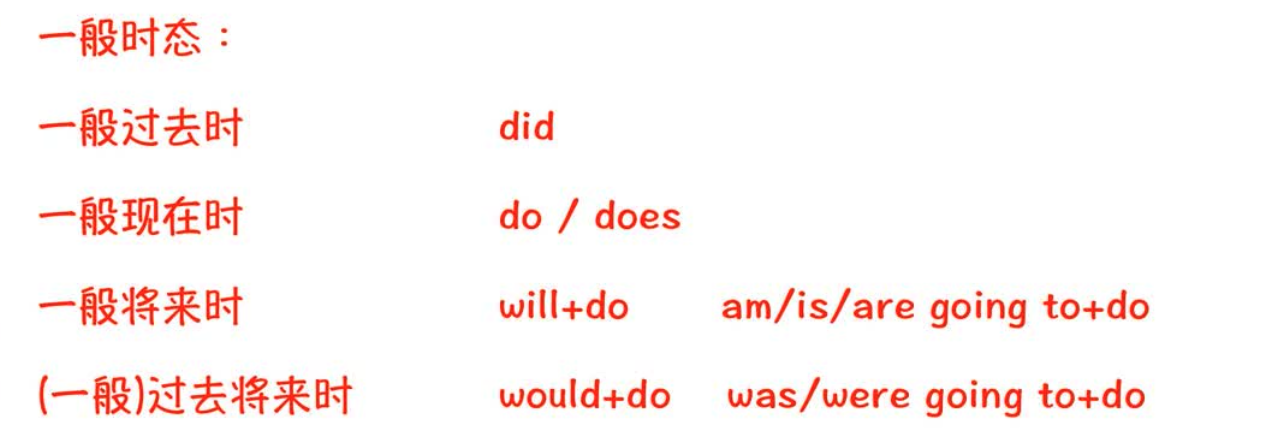 一般时态：
一般过去时 did
一般现在时 do / does
一般将来时 will+do am/is/are going to+do
(一般)过去将来时 would+do was/were going to+do